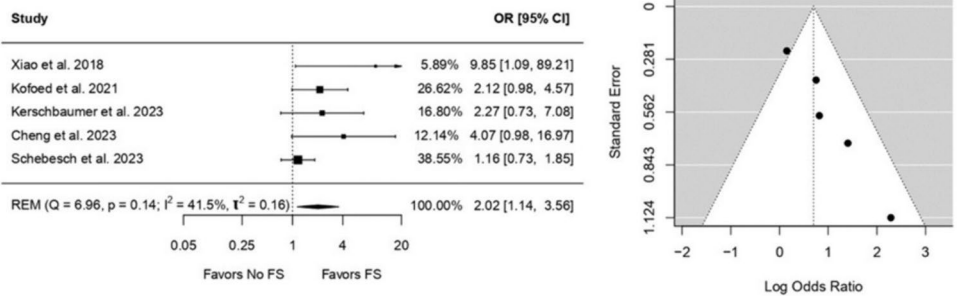 Study OR [95% CI]
Xiao et al. 2018 5.89% 9.85 [1.09, 89.21]
Kofoed et al. 2021 26.62% 2.12 [0.98, 4.57]
Kerschbaumer et al. 2023 16.80% 2.27 [0.73, 7.08]
Cheng et al. 2023 12.14% 4.07 [0.98, 16.97]
Schebesch et al. 2023 38.55% 1.16 [0.73, 1.85]
REM (Q = 6.96, p = 0.14; I² = 41.5%, τ² = 0.16) 100.00% 2.02 [1.14, 3.56]
0.05 0.25 1 4 20
Favors No FS Favors FS
Standard Error
0
0.281
0.562
0.843
1.124
−2 −1 0 1 2 3
Log Odds Ratio